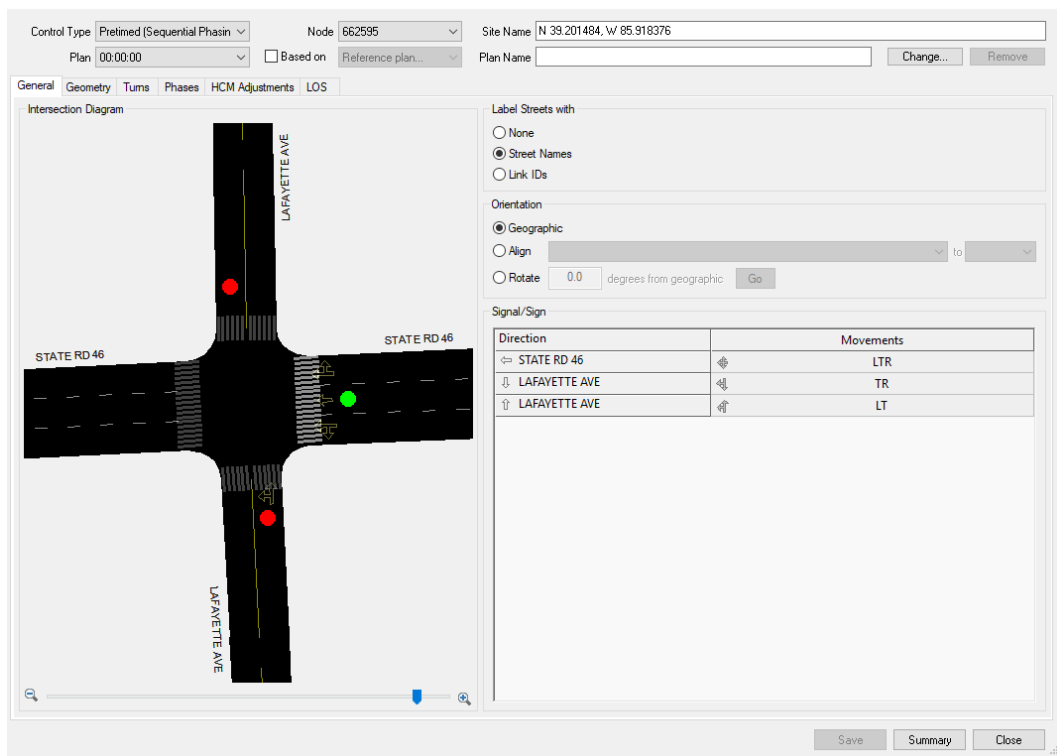 Control Type Pretimed (Sequential Phasin Node 662595 Site Name N 39.201484, W 85.918376
Plan 00:00:00 Based on Reference plan... Plan Name Change... Remove
General Geometry Turns Phases HCM Adjustments LOS
Intersection Diagram
LAFAYETTE AVE
STATE RD 46
STATE RD 46
LAFAYETTE AVE
Label Streets with
None
Street Names
Link IDs
Orientation
Geographic
Align to
Rotate 0.0 degrees from geographic Go
Signal/Sign
Direction Movements
STATE RD 46 LTR
LAFAYETTE AVE TR
LAFAYETTE AVE LT
Save Summary Close